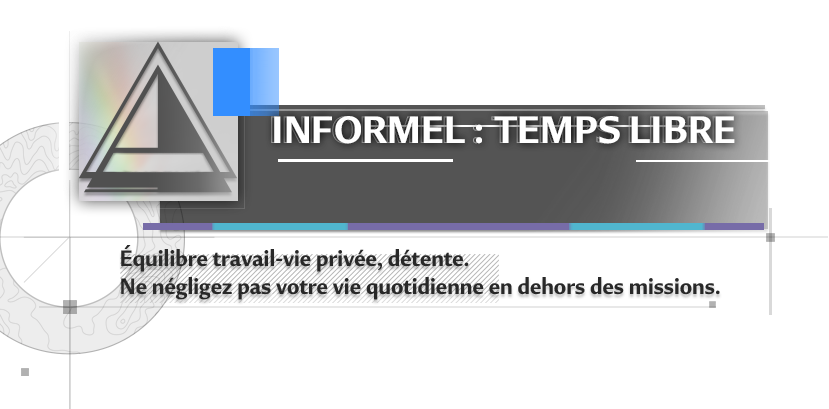 INFORMEL : TEMPS LIBRE
Équilibre travail-vie privée, détente.
Ne négligez pas votre vie quotidienne en dehors des missions.